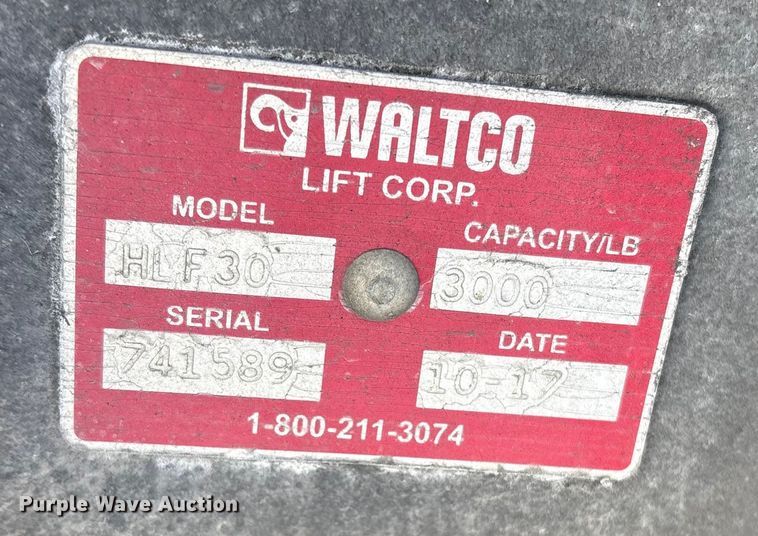 WALTCO
LIFT CORP.
MODEL
HLF30
CAPACITY/LB
3000
SERIAL
741589
DATE
10-17
1-800-211-3074
Purple Wave Auction